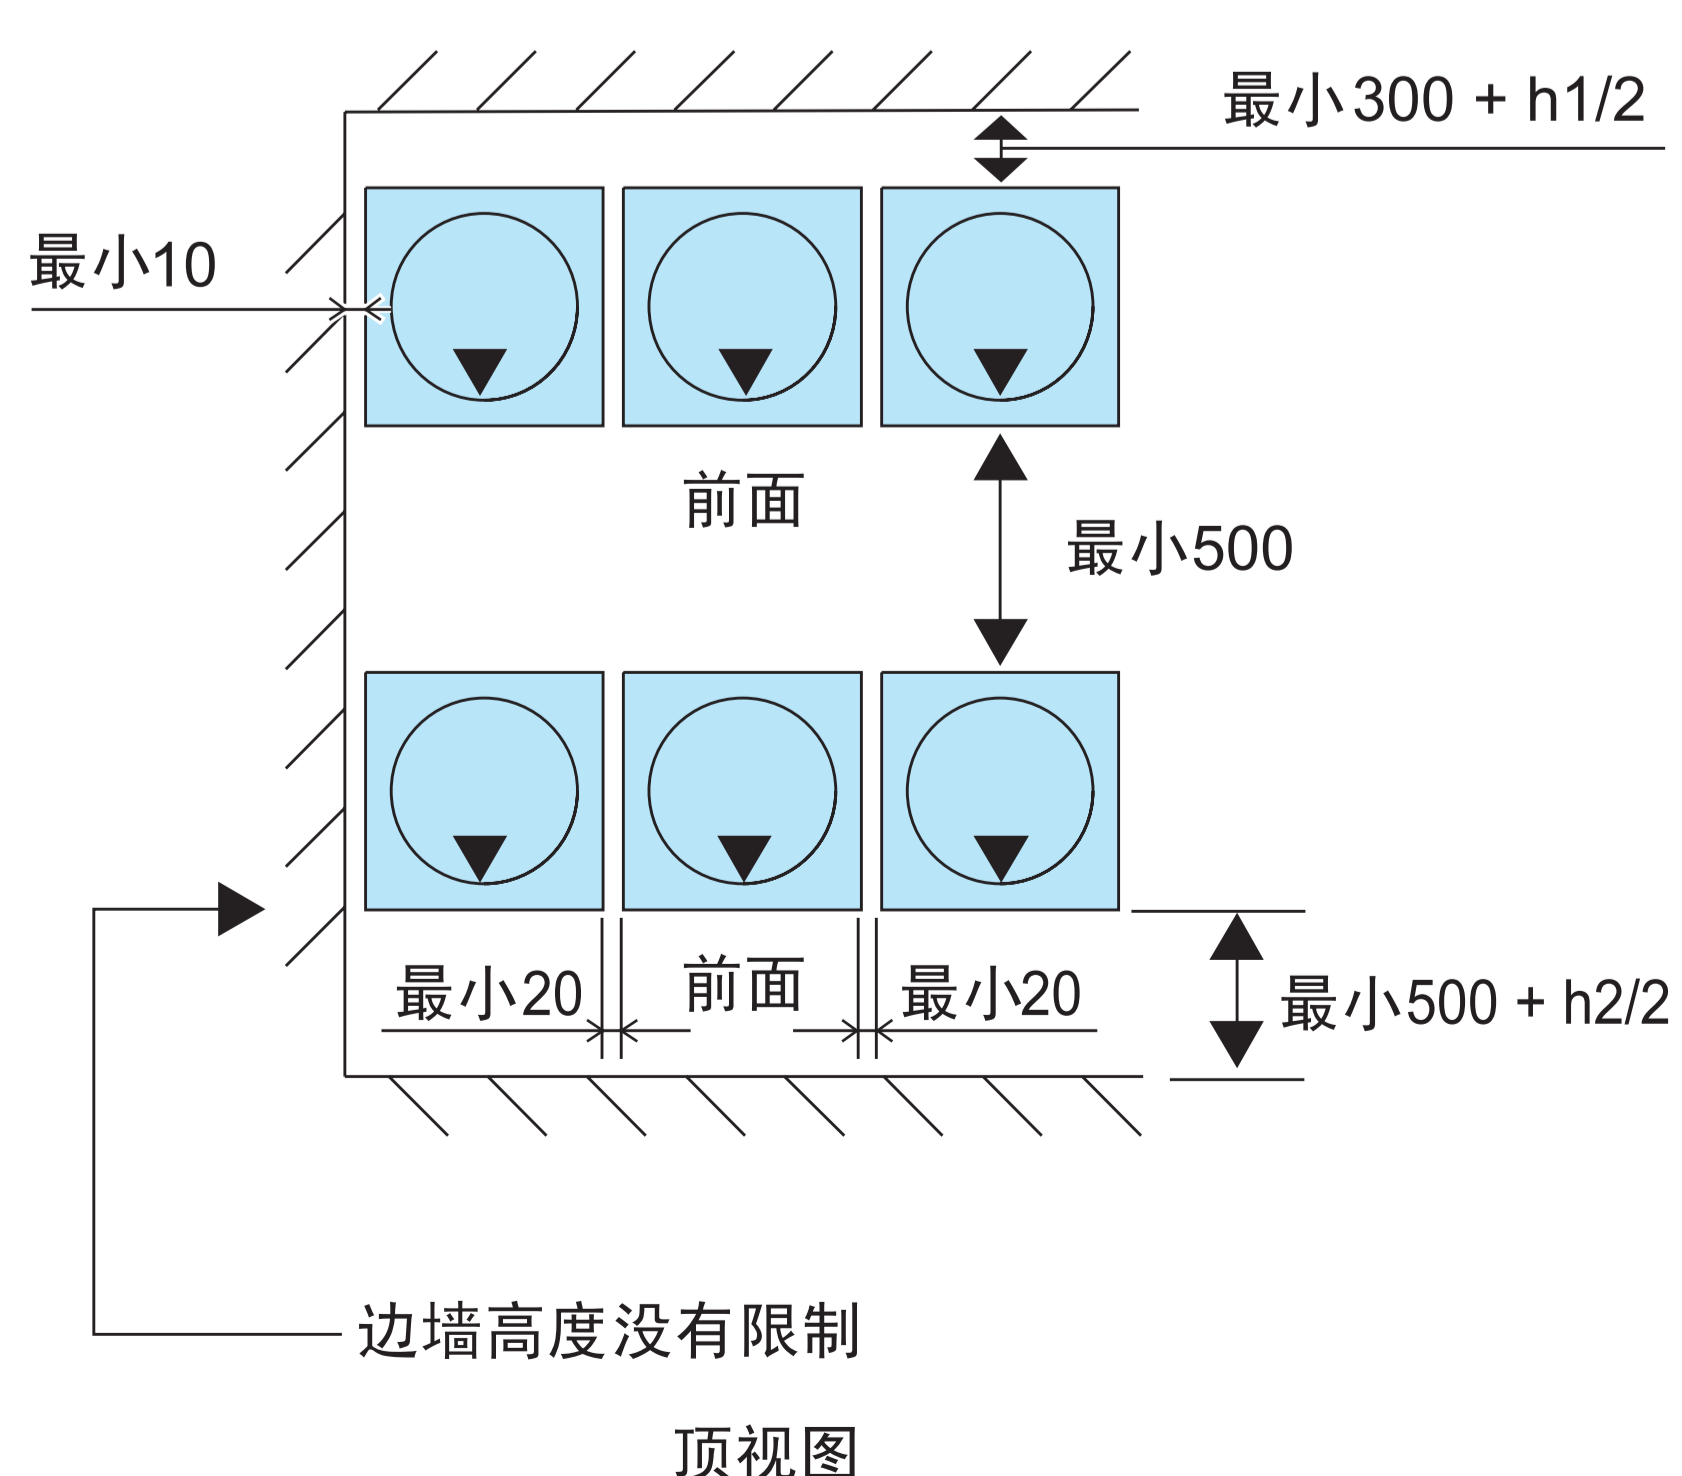 最小300 + h1/2
最小10
前面
最小500
最小20
前面
最小20
最小500 + h2/2
边墙高度没有限制
顶视图